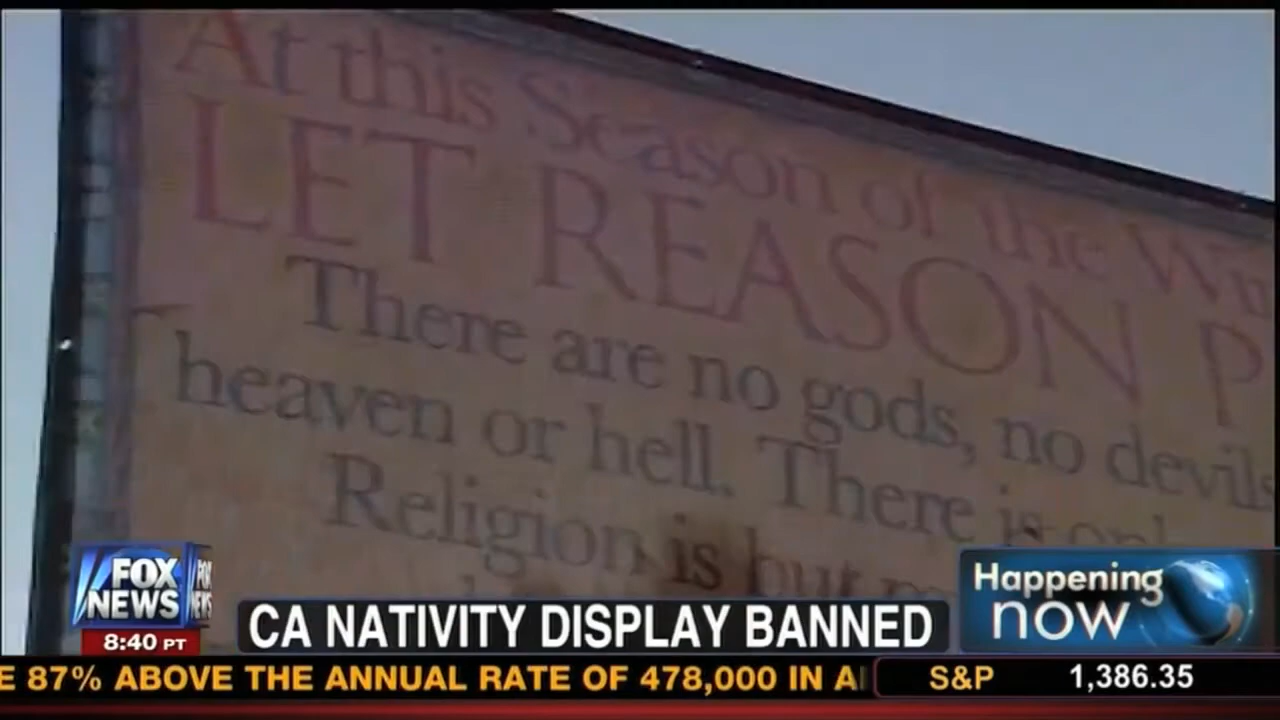 At this Season of the
LET REASON P
There are no gods, no devils
heaven or hell. There is
Religion is but
FOX
NEWS
8:40 PT
CA NATIVITY DISPLAY BANNED
Happening
now
E 87% ABOVE THE ANNUAL RATE OF 478,000 IN A
S&P 1,386.35